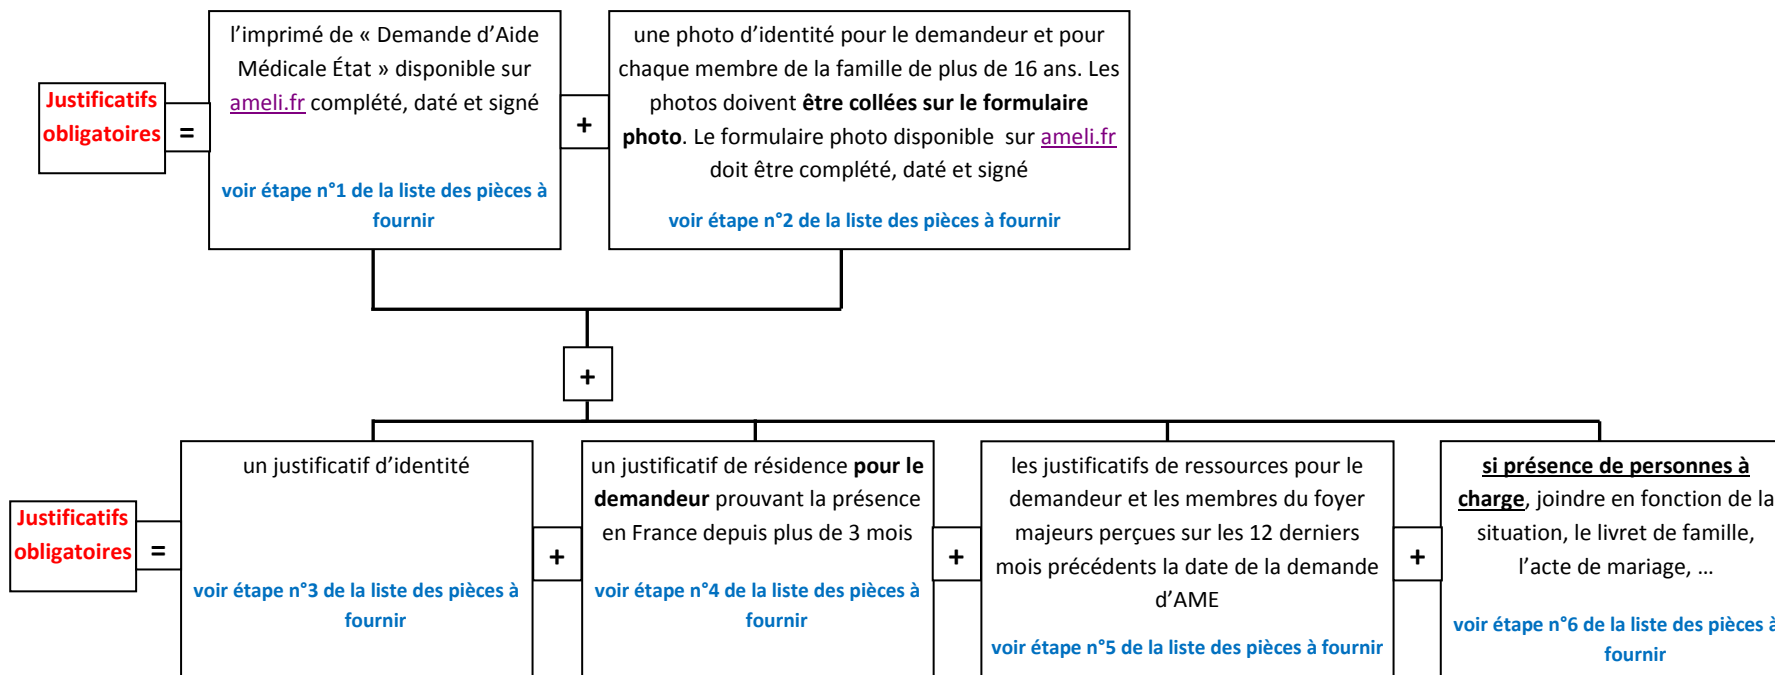 Justificatifs
obligatoires
=
l’imprimé de « Demande d’Aide
Médicale État » disponible sur
ameli.fr complété, daté et signé
voir étape n°1 de la liste des pièces à
fournir
+
une photo d’identité pour le demandeur et pour
chaque membre de la famille de plus de 16 ans. Les
photos doivent être collées sur le formulaire
photo. Le formulaire photo disponible  sur ameli.fr
doit être complété, daté et signé
voir étape n°2 de la liste des pièces à fournir
+
Justificatifs
obligatoires
=
un justificatif d’identité
voir étape n°3 de la liste des pièces à
fournir
+
un justificatif de résidence pour le
demandeur prouvant la présence
en France depuis plus de 3 mois
voir étape n°4 de la liste des pièces à
fournir
+
les justificatifs de ressources pour le
demandeur et les membres du foyer
majeurs perçues sur les 12 derniers
mois précédents la date de la demande
d’AME
voir étape n°5 de la liste des pièces à fournir
+
si présence de personnes à
charge, joindre en fonction de la
situation, le livret de famille,
l’acte de mariage, …
voir étape n°6 de la liste des pièces à
fournir